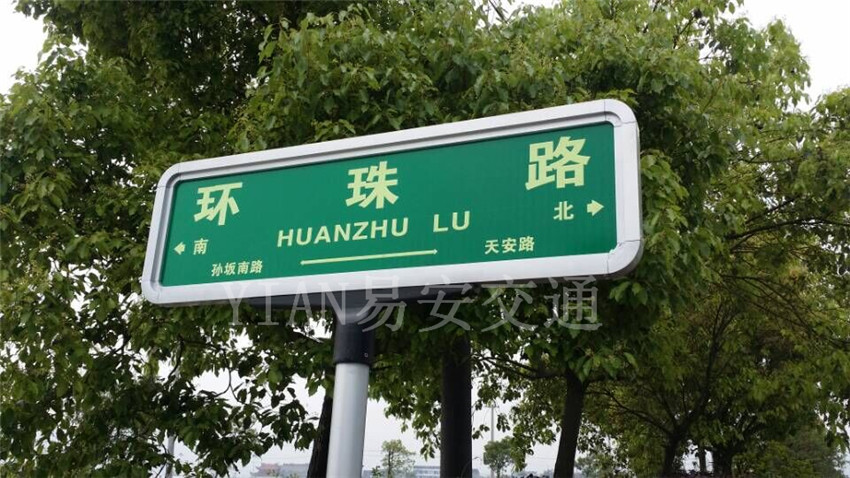 环珠路
← 南 HUANZHU LU 北 →
孙坂南路 ⟷ 天安路
YIAN易安交通